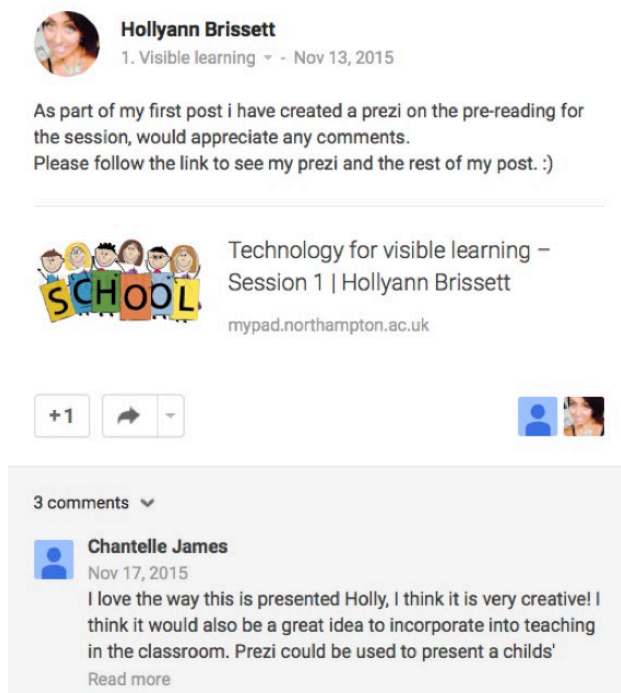 Hollyann Brissett
1. Visible learning - Nov 13, 2015
As part of my first post i have created a prezi on the pre-reading for
the session, would appreciate any comments.
Please follow the link to see my prezi and the rest of my post. :)
SCHOOL
Technology for visible learning –
Session 1 | Hollyann Brissett
mypad.northampton.ac.uk
+1
3 comments
Chantelle James
Nov 17, 2015
I love the way this is presented Holly, I think it is very creative! I
think it would also be a great idea to incorporate into teaching
in the classroom. Prezi could be used to present a childs'
Read more